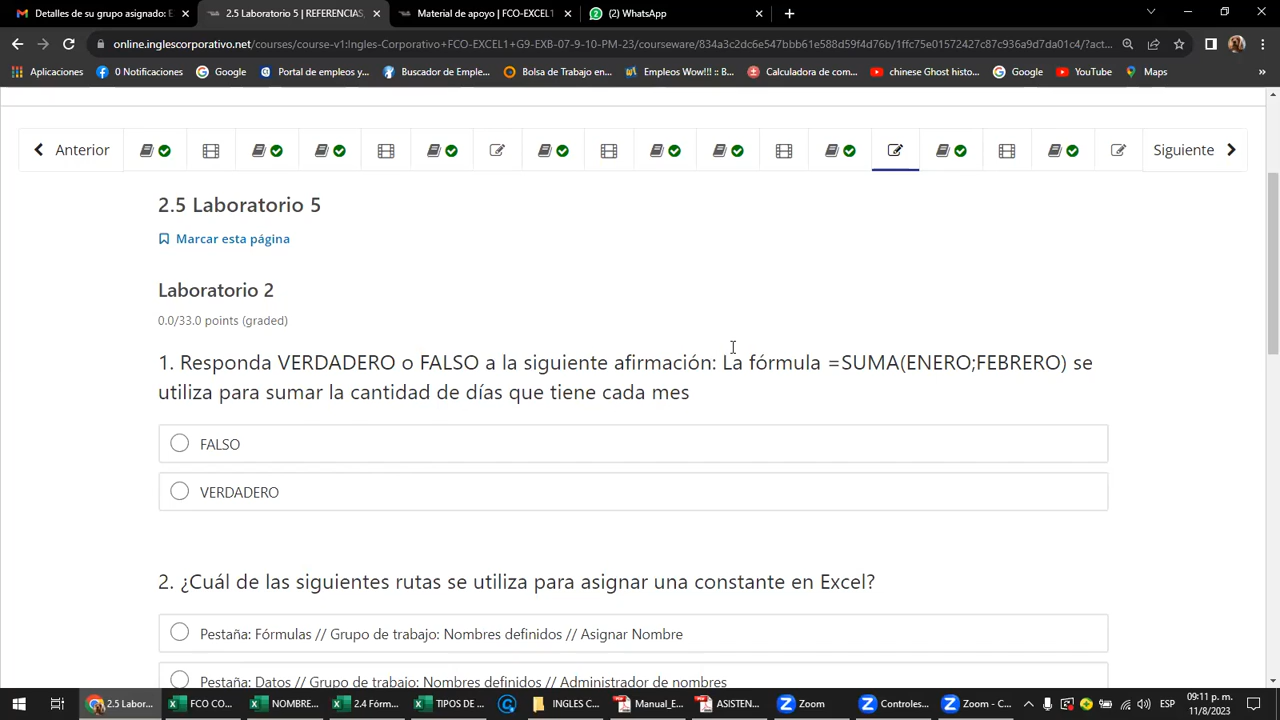 Detalles de su grupo asignado: E
2.5 Laboratorio 5 | REFERENCIAS,
Material de apoyo | FCO-EXCEL1
(2) WhatsApp
online.inglescorporativo.net/courses/course-v1:Ingles-Corporativo+FCO-EXCEL1+G9-EXB-07-9-10-PM-23/courseware/834a3c2dc6e547bbb61e588d59f4d76b/1ffc75e01572427c87c936a9d7da01c4/?act...
Aplicaciones
0 Notificaciones
Google
Portal de empleos y...
Buscador de Emple...
Bolsa de Trabajo en...
Empleos Wow!!! :: B...
Calculadora de com...
chinese Ghost histo...
Google
YouTube
Maps
Anterior
Siguiente
2.5 Laboratorio 5
Marcar esta página
Laboratorio 2
0.0/33.0 points (graded)
1. Responda VERDADERO o FALSO a la siguiente afirmación: La fórmula =SUMA(ENERO;FEBRERO) se
utiliza para sumar la cantidad de días que tiene cada mes
FALSO
VERDADERO
2. ¿Cuál de las siguientes rutas se utiliza para asignar una constante en Excel?
Pestaña: Fórmulas // Grupo de trabajo: Nombres definidos // Asignar Nombre
Pestaña: Datos // Grupo de trabajo: Nombres definidos // Administrador de nombres
2.5 Labor...
FCO CO...
NOMBRE...
2.4 Fórm...
TIPOS DE ...
INGLES C...
Manual_E...
ASISTEN...
Zoom
Controles...
Zoom - C...
ESP
09:11 p. m.
11/8/2023